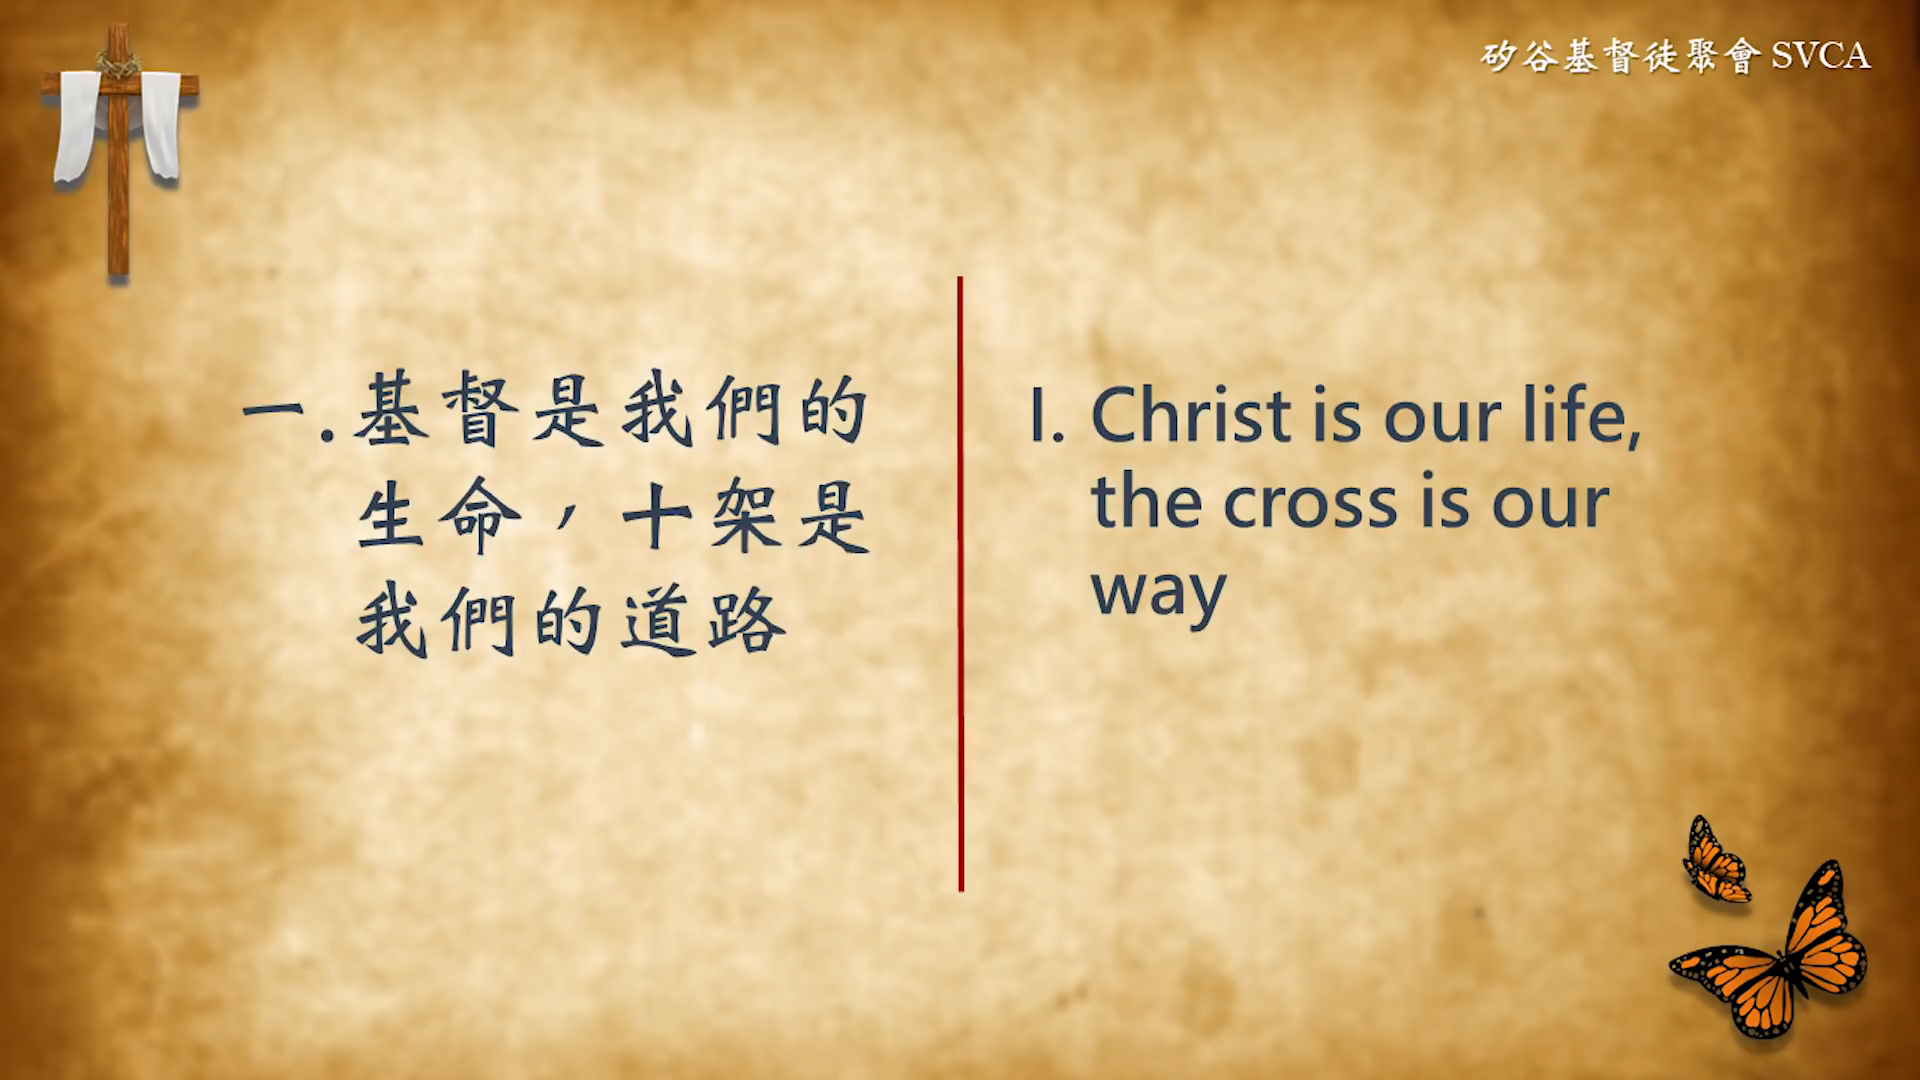 矽谷基督徒聚會 SVCA
一.基督是我們的
生命，十架是
我們的道路
I. Christ is our life,
the cross is our
way